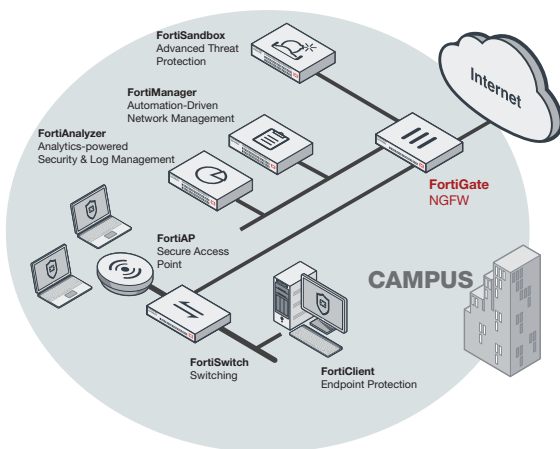 FortiSandbox
Advanced Threat
Protection
FortiManager
Automation-Driven
Network Management
FortiAnalyzer
Analytics-powered
Security & Log Management
Internet
FortiGate
NGFW
FortiAP
Secure Access
Point
CAMPUS
FortiSwitch
Switching
FortiClient
Endpoint Protection